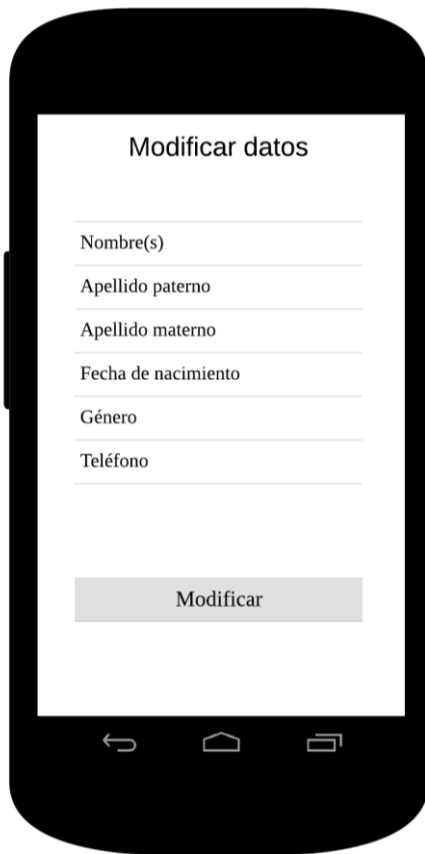 Modificar datos
Nombre(s)
Apellido paterno
Apellido materno
Fecha de nacimiento
Género
Teléfono
Modificar